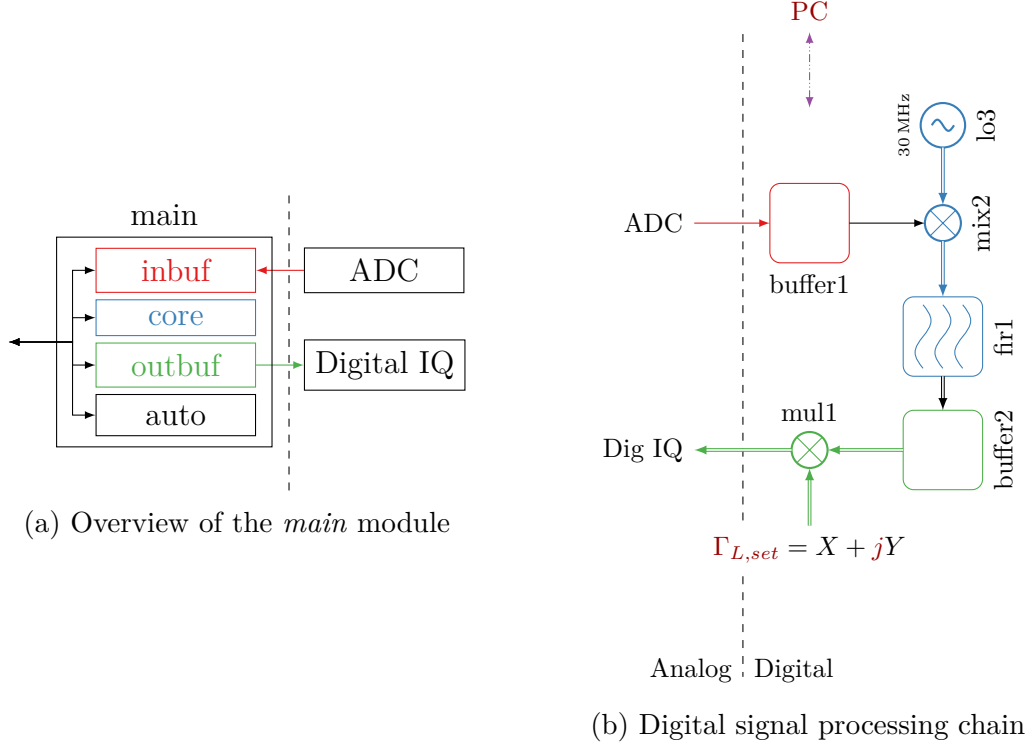 main
inbuf
core
outbuf
auto
ADC
Digital IQ
(a) Overview of the main module
PC
30 MHz
lo3
ADC
buffer1
mix2
fir1
mul1
Dig IQ
buffer2
Γ_{L,set} = X + jY
Analog
Digital
(b) Digital signal processing chain